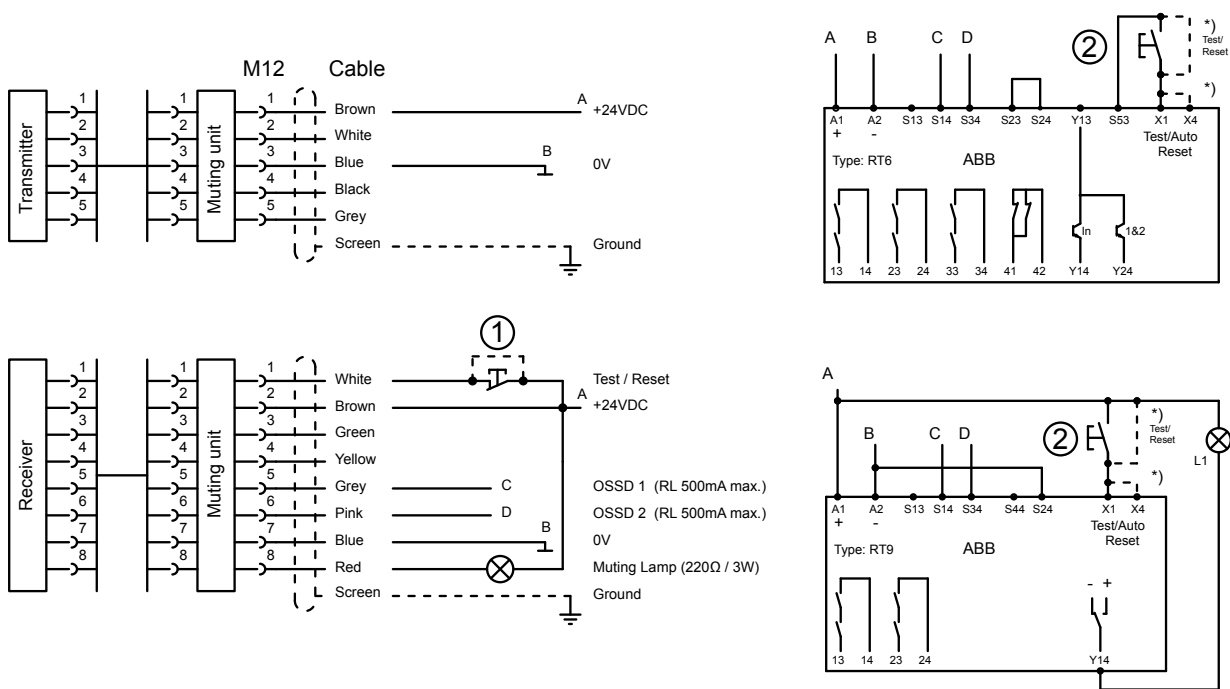 M12 Cable
Transmitter
1 1 1 Brown A +24VDC
2 2 2 White
3 3 3 Blue B 0V
4 4 4 Black
5 5 5 Grey
Muting unit
Screen Ground
1
Receiver
1 1 1 White Test / Reset
2 2 2 Brown A +24VDC
3 3 3 Green
4 4 4 Yellow
5 5 5 Grey C OSSD 1 (RL 500mA max.)
6 6 6 Pink D OSSD 2 (RL 500mA max.)
7 7 7 Blue B 0V
8 8 8 Red Muting Lamp (220Ω / 3W)
Muting unit
Screen Ground
A B C D 2 *)
Test/
Reset
*)
A1 A2 S13 S14 S34 S23 S24 Y13 S53 X1 X4
+ - Test/Auto
Reset
Type: RT6 ABB
In 1&2
13 14 23 24 33 34 41 42 Y14 Y24
A
B C D 2 *)
Test/
Reset
L1
*)
A1 A2 S13 S14 S34 S44 S24 X1 X4
+ - Test/Auto
Reset
Type: RT9 ABB
- +
13 14 23 24 Y14